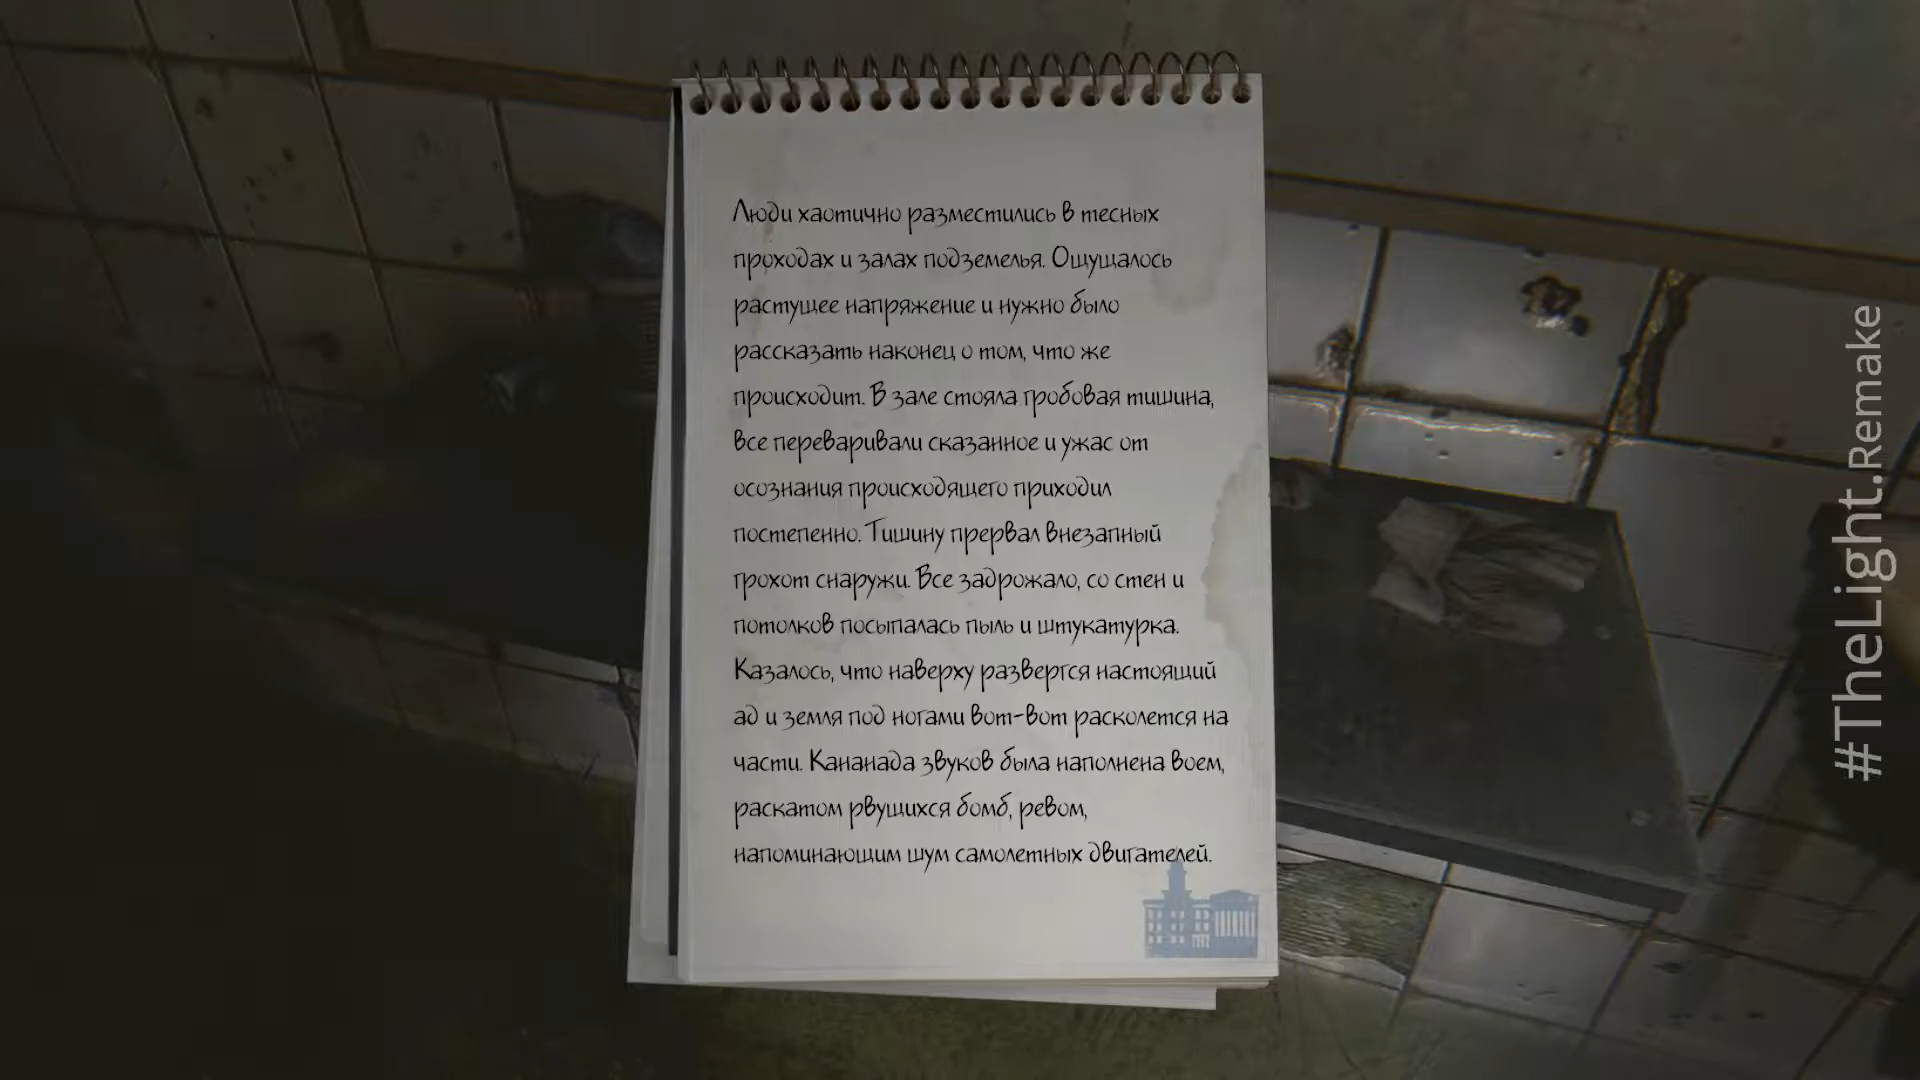 Люди хаотично разместились в тесных
проходах и залах подземелья. Ощущалось
растущее напряжение и нужно было
рассказать наконец о том, что же
происходит. В зале стояла гробовая тишина,
все переваривали сказанное и ужас от
осознания происходящего приходил
постепенно. Тишину прервал внезапный
грохот снаружи. Все задрожало, со стен и
потолков посыпалась пыль и штукатурка.
Казалось, что наверху развергся настоящий
ад и земля под ногами вот-вот расколется на
части. Кананада звуков была наполнена воем,
раскатом рвущихся бомб, ревом,
напоминающим шум самолетных двигателей.
#TheLight.Remake